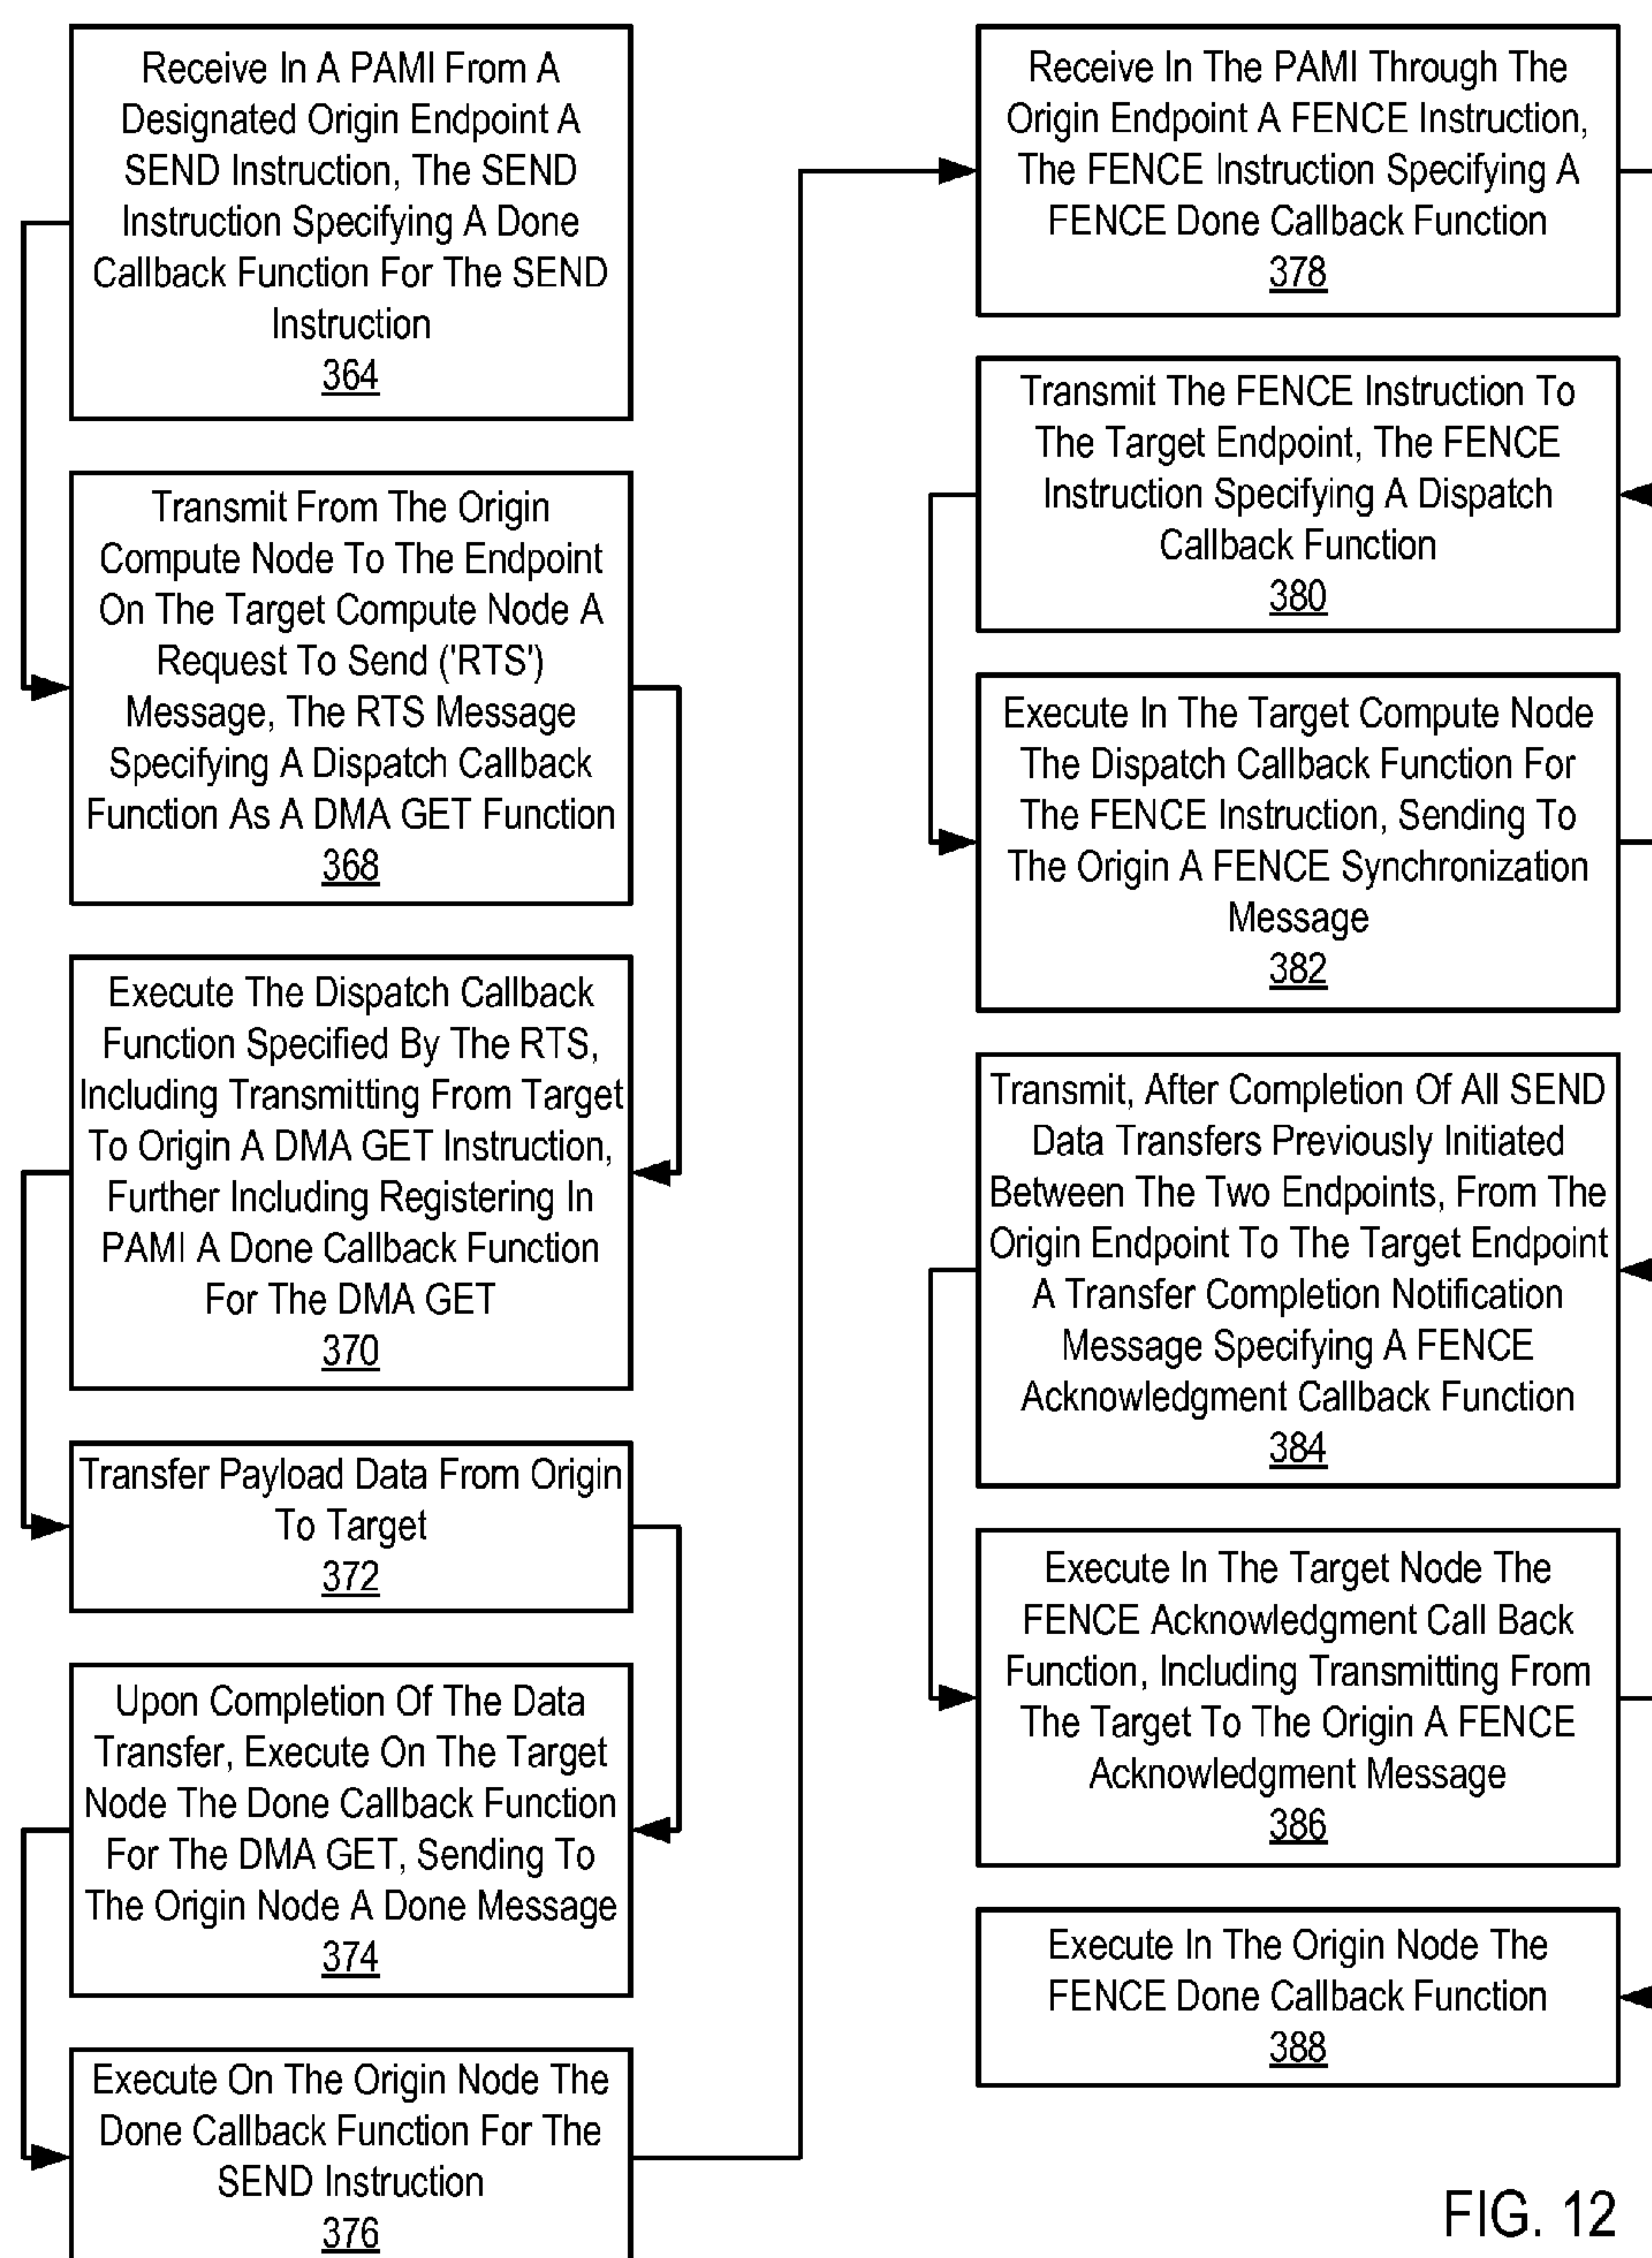 Receive In A PAMI From A
Designated Origin Endpoint A
SEND Instruction, The SEND
Instruction Specifying A Done
Callback Function For The SEND
Instruction
364
Transmit From The Origin
Compute Node To The Endpoint
On The Target Compute Node A
Request To Send ('RTS')
Message, The RTS Message
Specifying A Dispatch Callback
Function As A DMA GET Function
368
Execute The Dispatch Callback
Function Specified By The RTS,
Including Transmitting From Target
To Origin A DMA GET Instruction,
Further Including Registering In
PAMI A Done Callback Function
For The DMA GET
370
Transfer Payload Data From Origin
To Target
372
Upon Completion Of The Data
Transfer, Execute On The Target
Node The Done Callback Function
For The DMA GET, Sending To
The Origin Node A Done Message
374
Execute On The Origin Node The
Done Callback Function For The
SEND Instruction
376
Receive In The PAMI Through The
Origin Endpoint A FENCE Instruction,
The FENCE Instruction Specifying A
FENCE Done Callback Function
378
Transmit The FENCE Instruction To
The Target Endpoint, The FENCE
Instruction Specifying A Dispatch
Callback Function
380
Execute In The Target Compute Node
The Dispatch Callback Function For
The FENCE Instruction, Sending To
The Origin A FENCE Synchronization
Message
382
Transmit, After Completion Of All SEND
Data Transfers Previously Initiated
Between The Two Endpoints, From The
Origin Endpoint To The Target Endpoint
A Transfer Completion Notification
Message Specifying A FENCE
Acknowledgment Callback Function
384
Execute In The Target Node The
FENCE Acknowledgment Call Back
Function, Including Transmitting From
The Target To The Origin A FENCE
Acknowledgment Message
386
Execute In The Origin Node The
FENCE Done Callback Function
388
FIG. 12